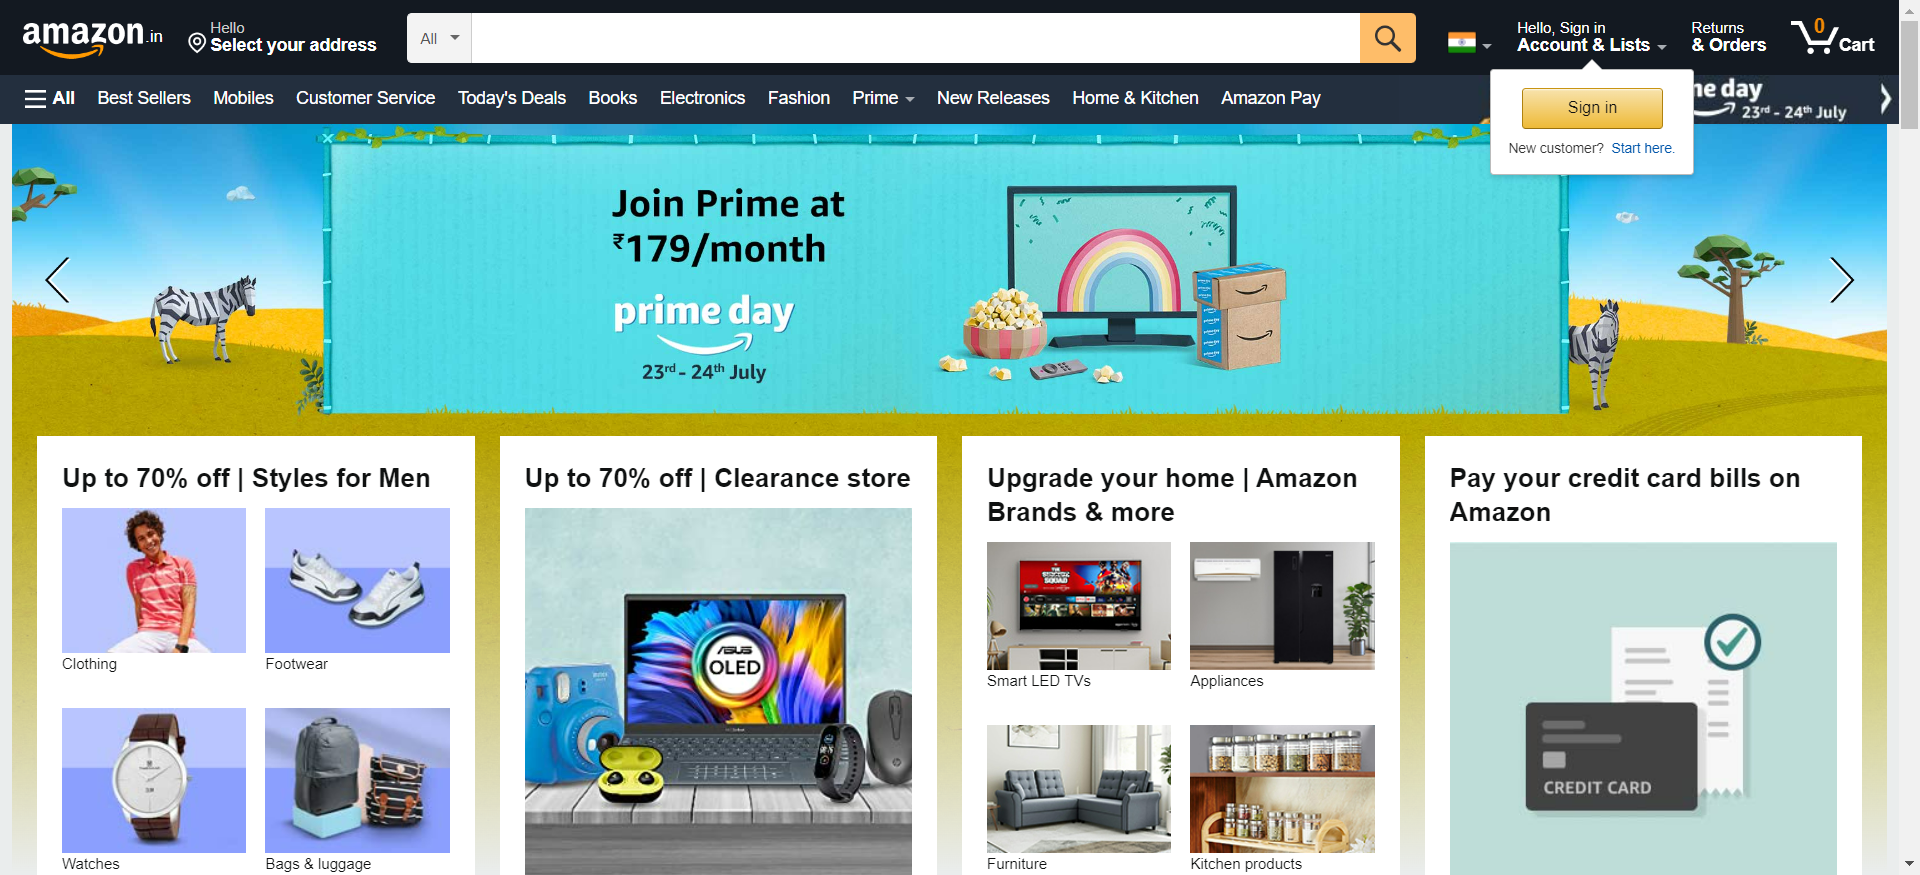 amazon.in
Hello
Select your address
All
Hello, Sign in
Account & Lists
Returns
& Orders
0
Cart
All
Best Sellers
Mobiles
Customer Service
Today's Deals
Books
Electronics
Fashion
Prime
New Releases
Home & Kitchen
Amazon Pay
day
23rd - 24th July
Sign in
New customer? Start here.
Join Prime at
₹179/month
prime day
23rd - 24th July
Up to 70% off | Styles for Men
Clothing
Footwear
Watches
Bags & luggage
Up to 70% off | Clearance store
ASUS
OLED
Upgrade your home | Amazon
Brands & more
Smart LED TVs
Appliances
Furniture
Kitchen products
Pay your credit card bills on
Amazon
CREDIT CARD